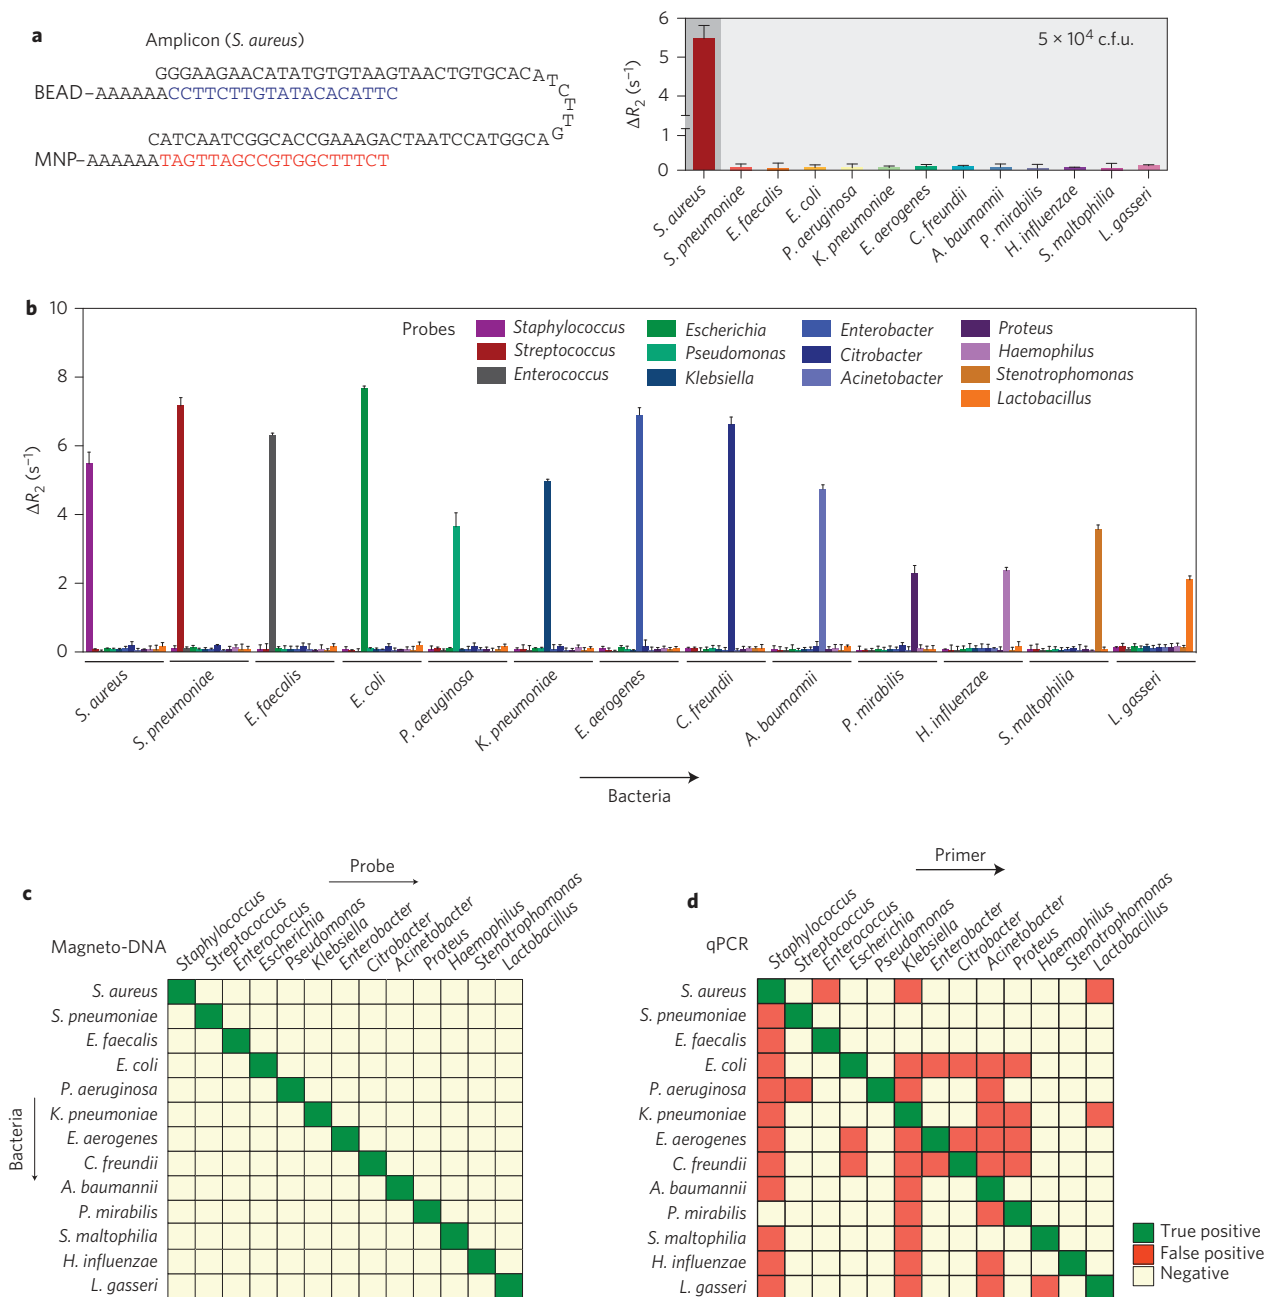 a
Amplicon (S. aureus)
GGGAAGAACATATGTGTAAGTAACTGTGCACATCTTG
BEAD–AAAAAACCTTCTTGTATACACATTC
CATCAATCGGCACCGAAAGACTAATCCATGGCA
MNP–AAAAAATAGTTAGCCGTGGCTTTCT
6
5
4
1
0
ΔR2 (s−1)
5 × 10⁴ c.f.u.
S. aureus
S. pneumoniae
E. faecalis
E. coli
P. aeruginosa
K. pneumoniae
E. aerogenes
C. freundii
A. baumannii
P. mirabilis
H. influenzae
S. maltophilia
L. gasseri
b
10
8
6
4
2
0
ΔR2 (s−1)
Probes
Staphylococcus
Streptococcus
Enterococcus
Escherichia
Pseudomonas
Klebsiella
Enterobacter
Citrobacter
Acinetobacter
Proteus
Haemophilus
Stenotrophomonas
Lactobacillus
S. aureus
S. pneumoniae
E. faecalis
E. coli
P. aeruginosa
K. pneumoniae
E. aerogenes
C. freundii
A. baumannii
P. mirabilis
H. influenzae
S. maltophilia
L. gasseri
Bacteria
c
Probe
Magneto-DNA
Staphylococcus
Streptococcus
Enterococcus
Escherichia
Pseudomonas
Klebsiella
Enterobacter
Citrobacter
Acinetobacter
Proteus
Haemophilus
Stenotrophomonas
Lactobacillus
Bacteria
S. aureus
S. pneumoniae
E. faecalis
E. coli
P. aeruginosa
K. pneumoniae
E. aerogenes
C. freundii
A. baumannii
P. mirabilis
S. maltophilia
H. influenzae
L. gasseri
d
Primer
qPCR
Staphylococcus
Streptococcus
Enterococcus
Escherichia
Pseudomonas
Klebsiella
Enterobacter
Citrobacter
Acinetobacter
Proteus
Haemophilus
Stenotrophomonas
Lactobacillus
S. aureus
S. pneumoniae
E. faecalis
E. coli
P. aeruginosa
K. pneumoniae
E. aerogenes
C. freundii
A. baumannii
P. mirabilis
S. maltophilia
H. influenzae
L. gasseri
True positive
False positive
Negative